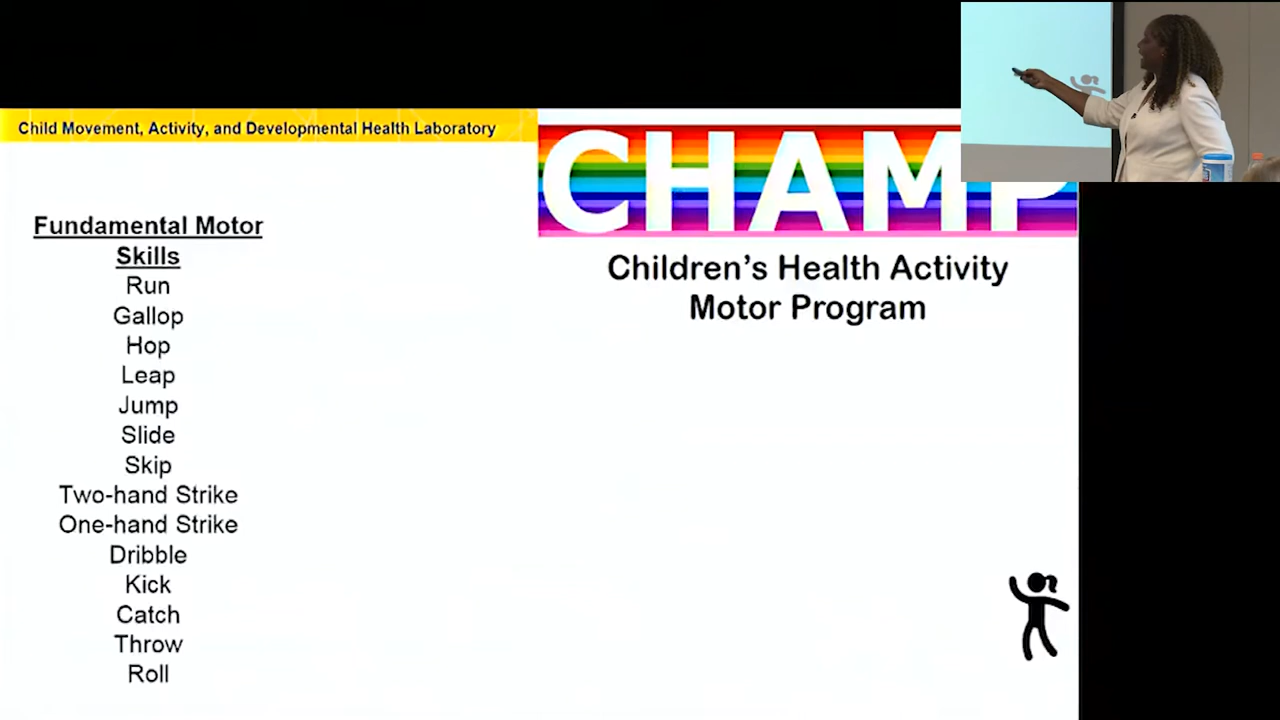 Child Movement, Activity, and Developmental Health Laboratory
CHAMP
Children's Health Activity
Motor Program
Fundamental Motor
Skills
Run
Gallop
Hop
Leap
Jump
Slide
Skip
Two-hand Strike
One-hand Strike
Dribble
Kick
Catch
Throw
Roll